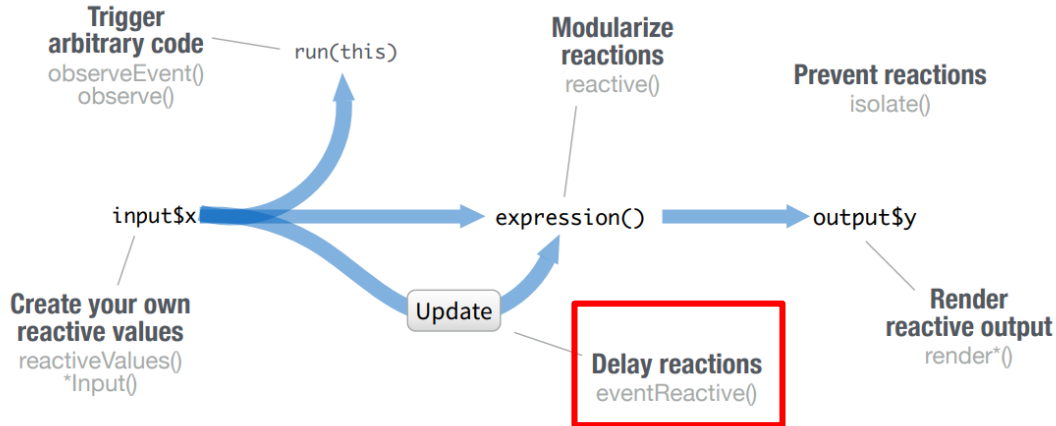 Trigger
arbitrary code
observeEvent()
observe()
run(this)
Modularize
reactions
reactive()
Prevent reactions
isolate()
input$x
expression()
output$y
Create your own
reactive values
reactiveValues()
*Input()
Update
Delay reactions
eventReactive()
Render
reactive output
render*()